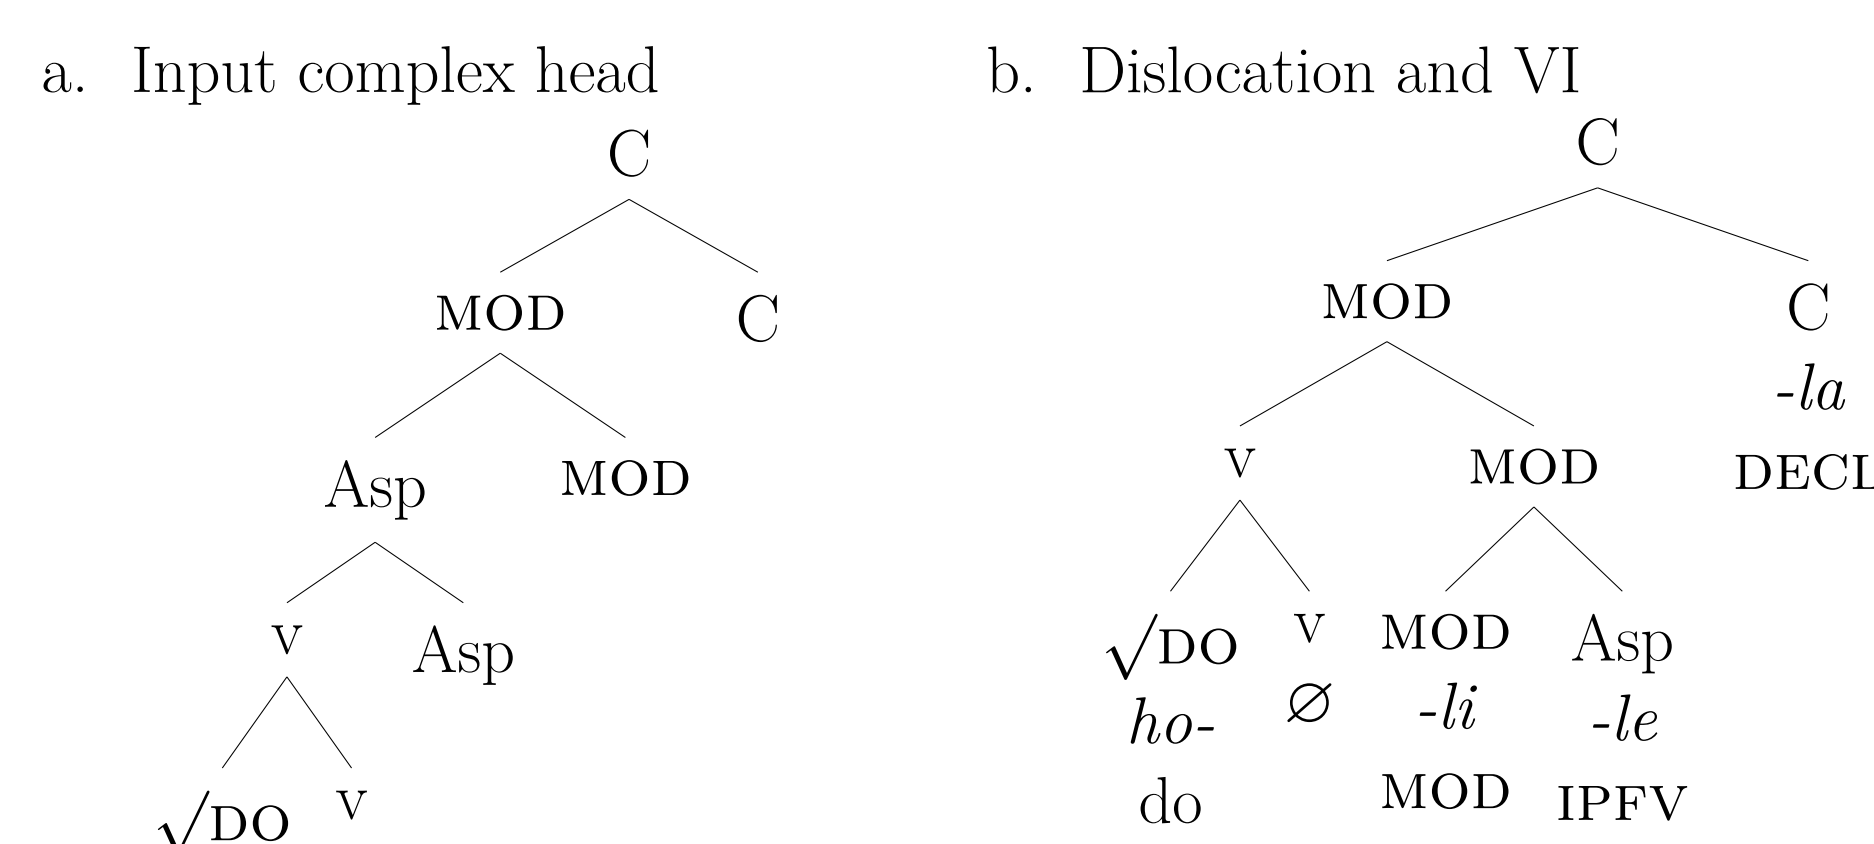 a. Input complex head
C
MOD C
Asp MOD
v Asp
√DO v
b. Dislocation and VI
C
MOD C
-la
DECL
v MOD
√DO v MOD Asp
ho- ∅ -li -le
do MOD IPFV